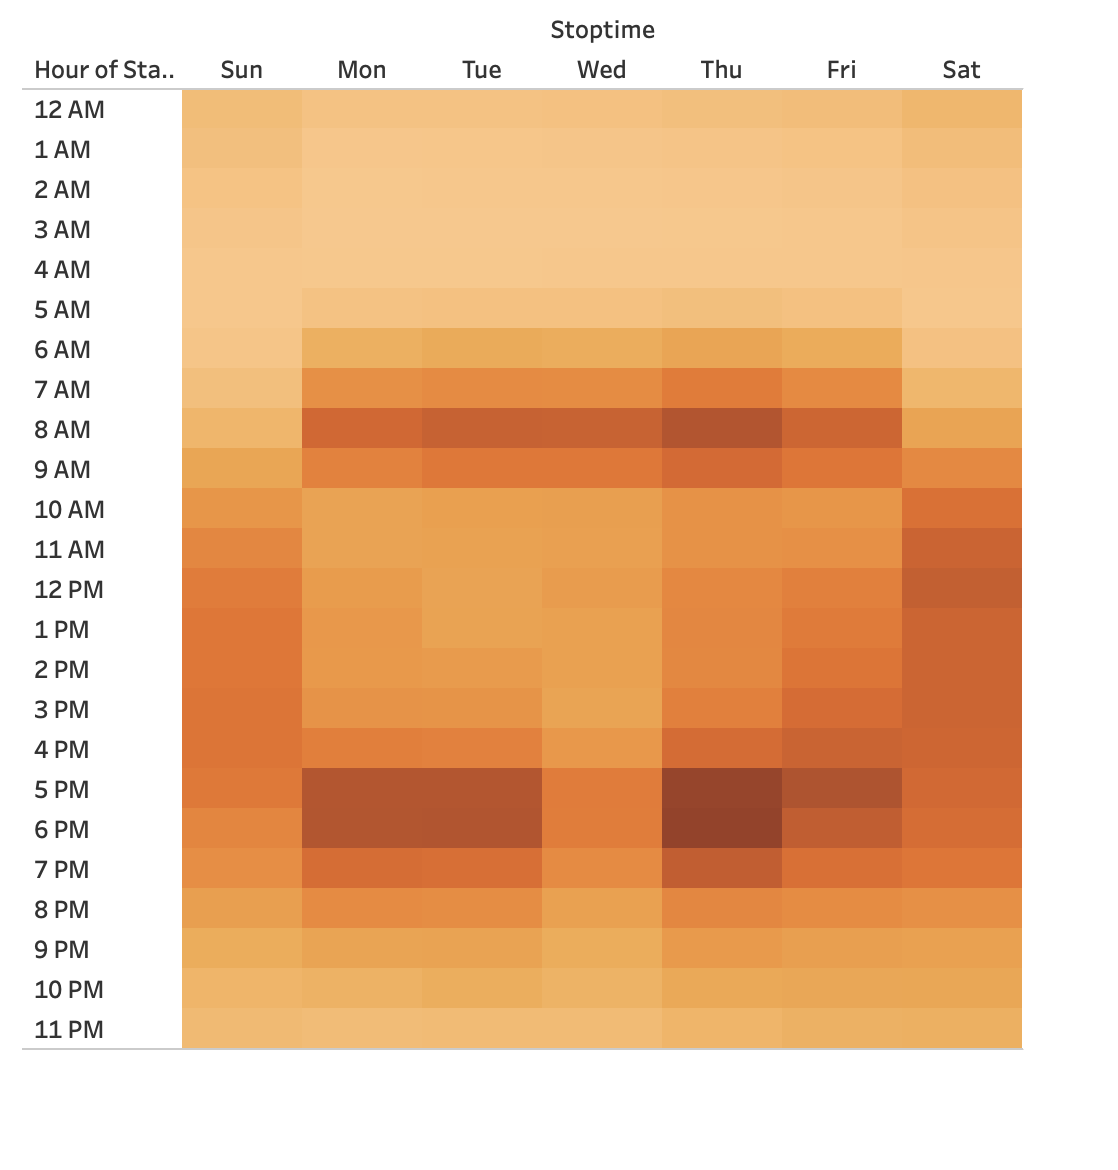 Stoptime
Hour of Sta.. Sun Mon Tue Wed Thu Fri Sat
12 AM
1 AM
2 AM
3 AM
4 AM
5 AM
6 AM
7 AM
8 AM
9 AM
10 AM
11 AM
12 PM
1 PM
2 PM
3 PM
4 PM
5 PM
6 PM
7 PM
8 PM
9 PM
10 PM
11 PM